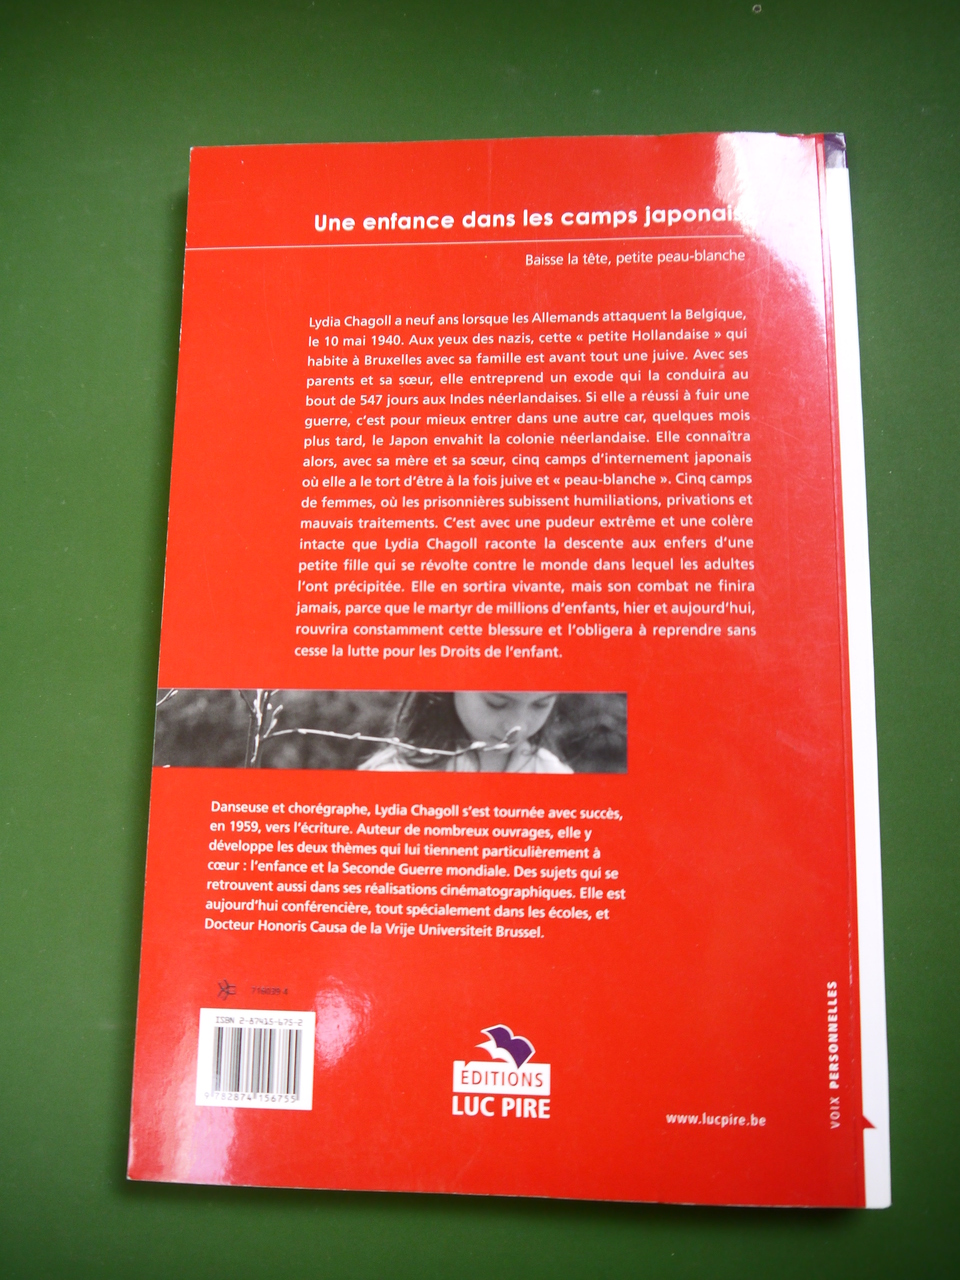 Une enfance dans les camps japonais
Baisse la tête, petite peau-blanche
Lydia Chagoll a neuf ans lorsque les Allemands attaquent la Belgique,
le 10 mai 1940. Aux yeux des nazis, cette « petite Hollandaise » qui
habite à Bruxelles avec sa famille est avant tout une juive. Avec ses
parents et sa sœur, elle entreprend un exode qui la conduira au
bout de 547 jours aux Indes néerlandaises. Si elle a réussi à fuir une
guerre, c'est pour mieux entrer dans une autre car, quelques mois
plus tard, le Japon envahit la colonie néerlandaise. Elle connaîtra
alors, avec sa mère et sa sœur, cinq camps d'internement japonais
où elle a le tort d'être à la fois juive et « peau-blanche ». Cinq camps
de femmes, où les prisonnières subissent humiliations, privations et
mauvais traitements. C'est avec une pudeur extrême et une colère
intacte que Lydia Chagoll raconte la descente aux enfers d'une
petite fille qui se révolte contre le monde dans lequel les adultes
l'ont précipitée. Elle en sortira vivante, mais son combat ne finira
jamais, parce que le martyr de millions d'enfants, hier et aujourd'hui,
rouvrira constamment cette blessure et l'obligera à reprendre sans
cesse la lutte pour les Droits de l'enfant.
Danseuse et chorégraphe, Lydia Chagoll s'est tournée avec succès,
en 1959, vers l'écriture. Auteur de nombreux ouvrages, elle y
développe les deux thèmes qui lui tiennent particulièrement à
cœur : l'enfance et la Seconde Guerre mondiale. Des sujets qui se
retrouvent aussi dans ses réalisations cinématographiques. Elle est
aujourd'hui conférencière, tout spécialement dans les écoles, et
Docteur Honoris Causa de la Vrije Universiteit Brussel.
ISBN 2-87415-675-2
9 782874 156755
ÉDITIONS
LUC PIRE
www.lucpire.be
VOIX PERSONNELLES